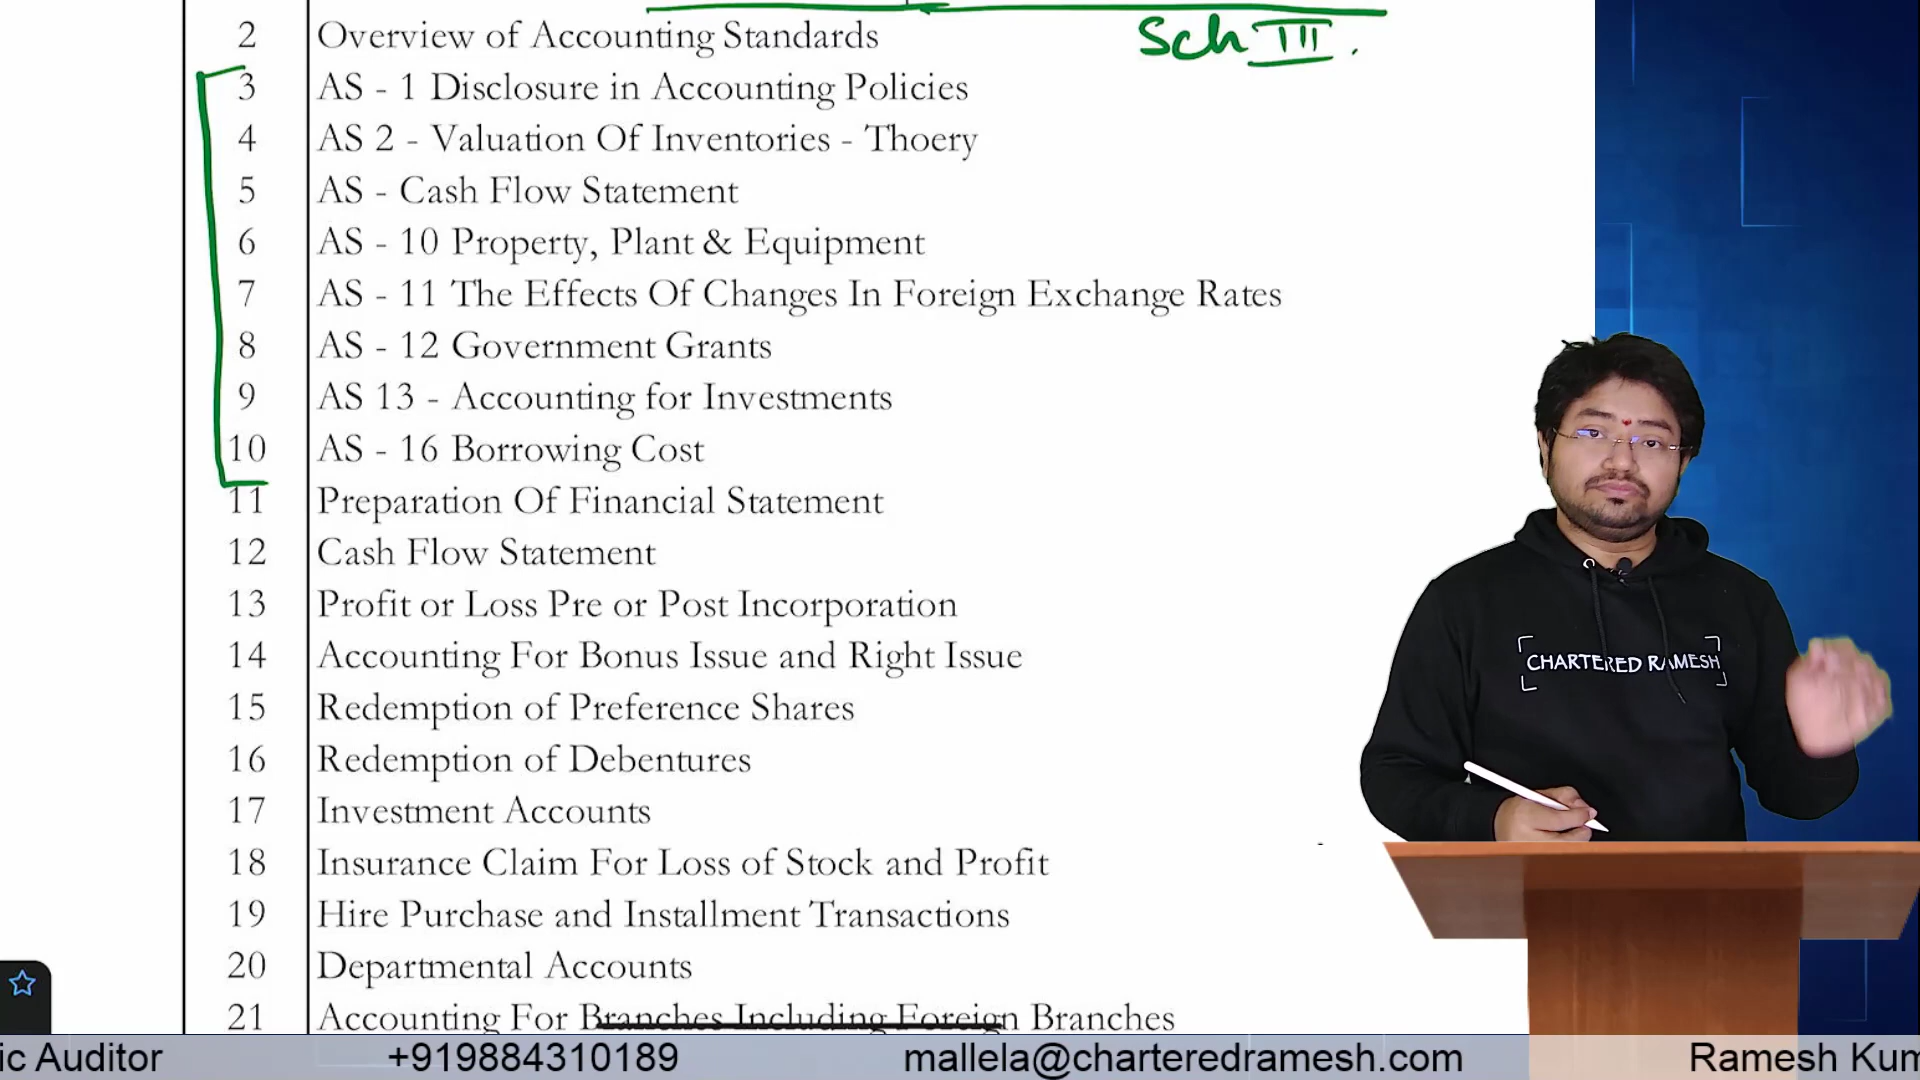 Sch III.
2 Overview of Accounting Standards
3 AS - 1 Disclosure in Accounting Policies
4 AS 2 - Valuation Of Inventories - Thoery
5 AS - Cash Flow Statement
6 AS - 10 Property, Plant & Equipment
7 AS - 11 The Effects Of Changes In Foreign Exchange Rates
8 AS - 12 Government Grants
9 AS 13 - Accounting for Investments
10 AS - 16 Borrowing Cost
11 Preparation Of Financial Statement
12 Cash Flow Statement
13 Profit or Loss Pre or Post Incorporation
14 Accounting For Bonus Issue and Right Issue
15 Redemption of Preference Shares
16 Redemption of Debentures
17 Investment Accounts
18 Insurance Claim For Loss of Stock and Profit
19 Hire Purchase and Installment Transactions
20 Departmental Accounts
21 Accounting For Branches Including Foreign Branches
CHARTERED RAMESH
ic Auditor +919884310189 mallela@charteredramesh.com Ramesh Kum